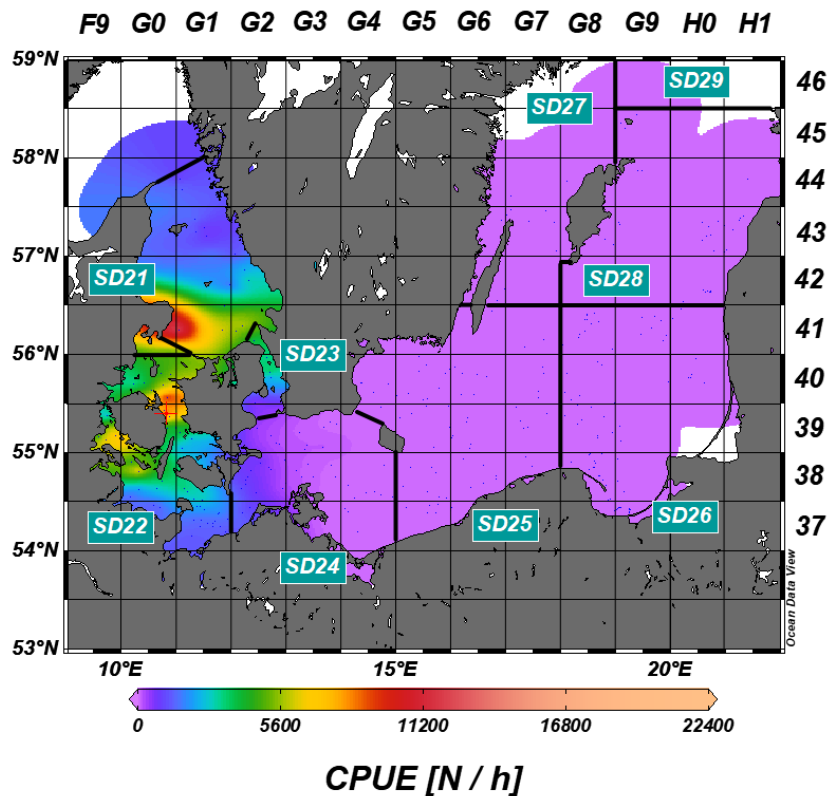 F9 G0 G1 G2 G3 G4 G5 G6 G7 G8 G9 H0 H1
59°N
SD29
46
SD27
45
58°N
44
57°N
43
SD21
SD28
42
41
56°N
SD23
40
55°N
39
38
SD22
SD25
SD26
37
54°N
SD24
Ocean Data View
53°N
10°E 15°E 20°E
0 5600 11200 16800 22400
CPUE [N / h]